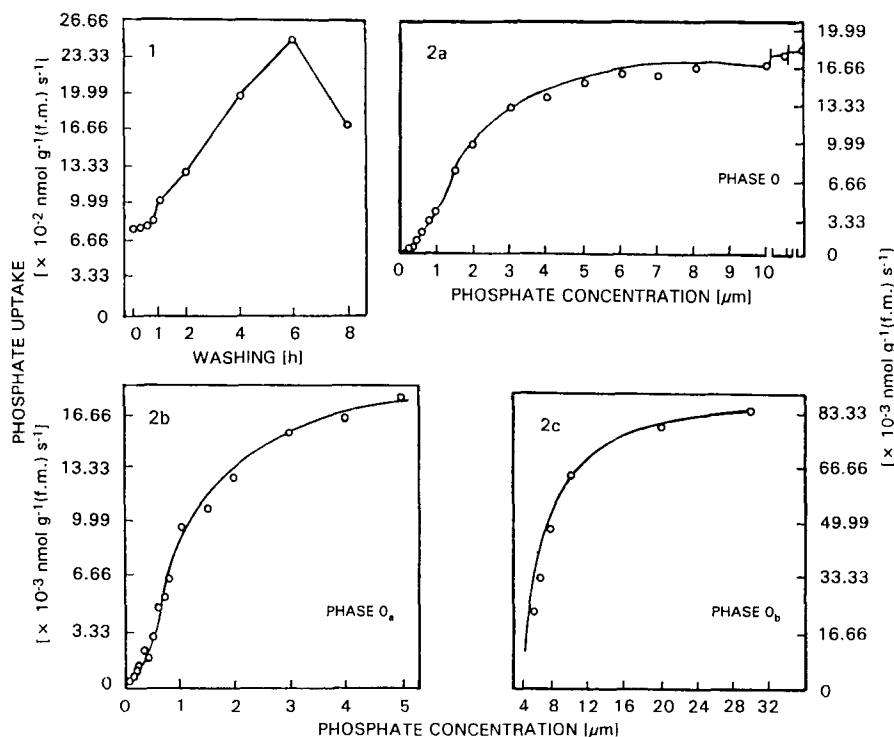 1
26.66
23.33
19.99
16.66
13.33
9.99
6.66
3.33
0
0 1 2 4 6 8
WASHING [h]
PHOSPHATE UPTAKE
[ × 10-2 nmol g-1(f.m.) s-1]
2a
19.99
16.66
13.33
9.99
6.66
3.33
0
PHASE 0
0 1 2 3 4 5 6 7 8 10
PHOSPHATE CONCENTRATION [μm]
[ × 10-3 nmol g-1(f.m.) s-1]
2b
16.66
13.33
9.99
6.66
3.33
0
PHASE 0a
0 1 2 3 4 5
[ × 10-3 nmol g-1(f.m.) s-1]
2c
83.33
66.66
49.99
33.33
16.66
0
PHASE 0b
4 8 12 16 20 24 28 32
PHOSPHATE CONCENTRATION [μm]